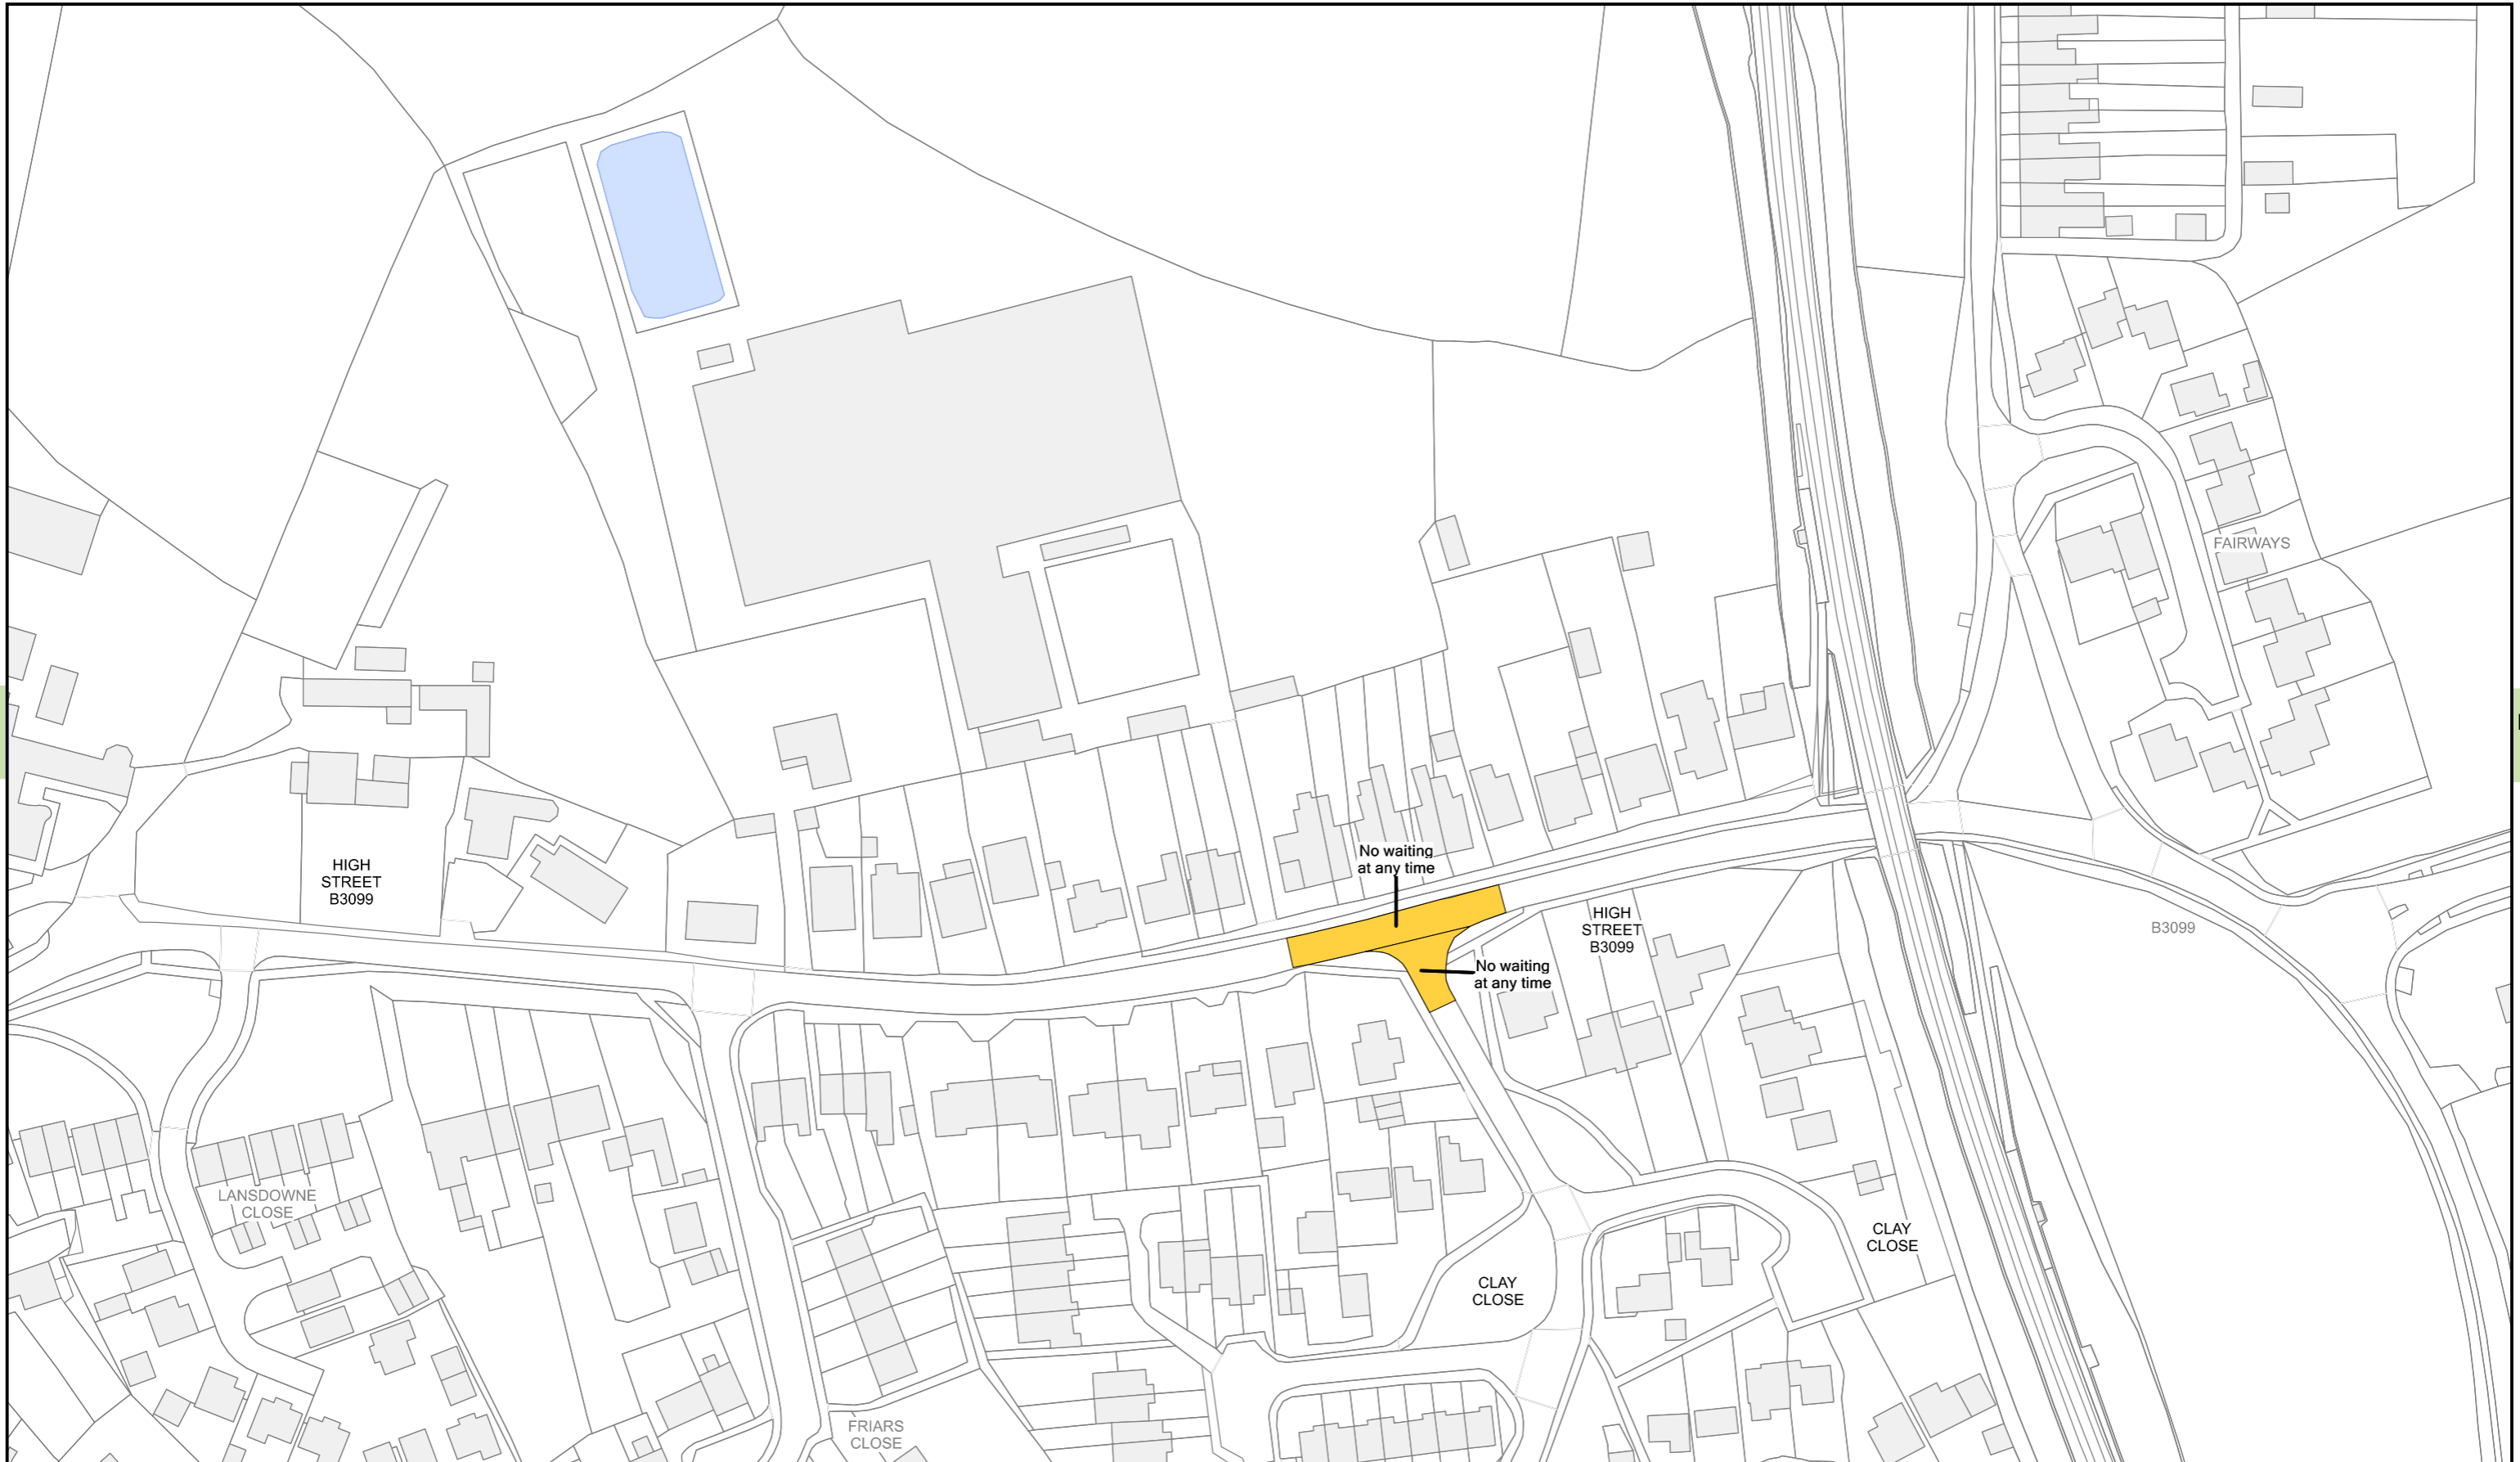 FAIRWAYS
No waiting
at any time
HIGH
STREET
B3099
HIGH
STREET
B3099
B3099
No waiting
at any time
LANSDOWNE
CLOSE
CLAY
CLOSE
CLAY
CLOSE
FRIARS
CLOSE